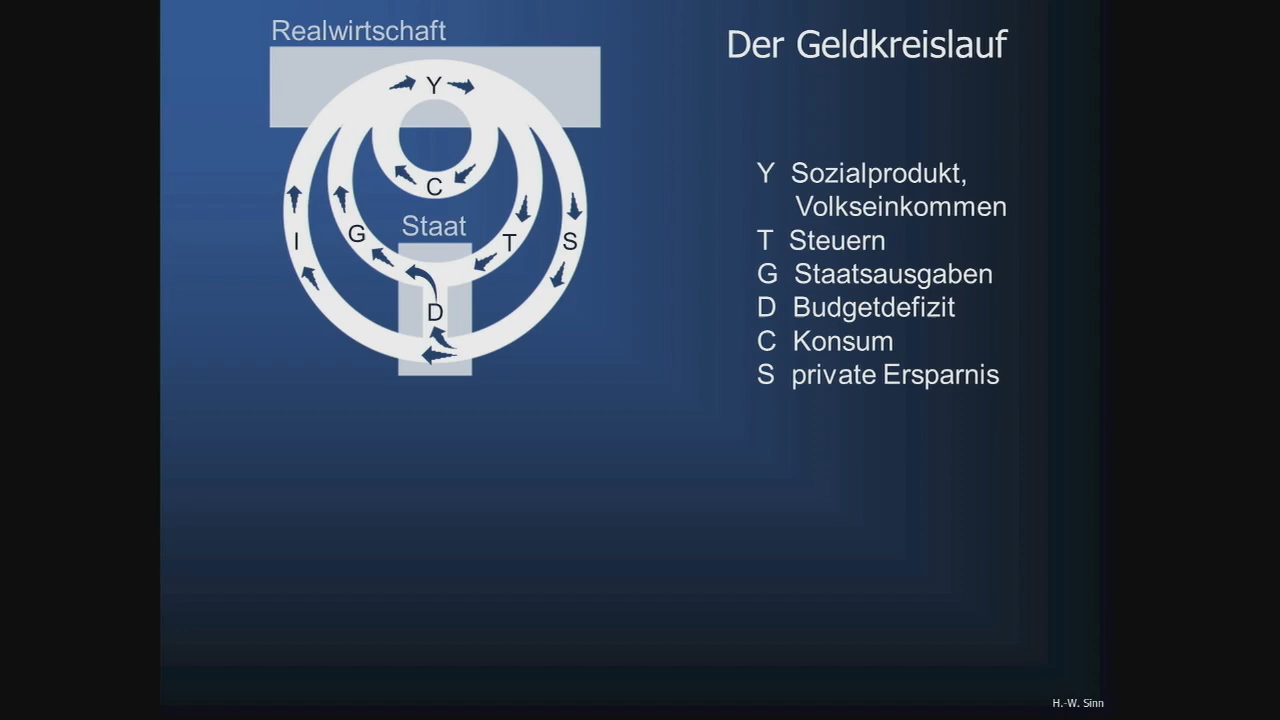 Realwirtschaft
Der Geldkreislauf
Y
C
Staat
I
G
T
S
D
Y Sozialprodukt,
Volkseinkommen
T Steuern
G Staatsausgaben
D Budgetdefizit
C Konsum
S private Ersparnis
H.-W. Sinn